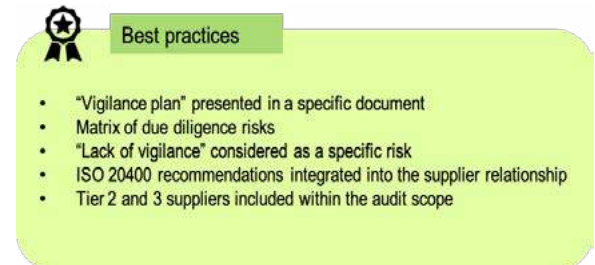 Best practices
• "Vigilance plan" presented in a specific document
• Matrix of due diligence risks
• "Lack of vigilance" considered as a specific risk
• ISO 20400 recommendations integrated into the supplier relationship
• Tier 2 and 3 suppliers included within the audit scope